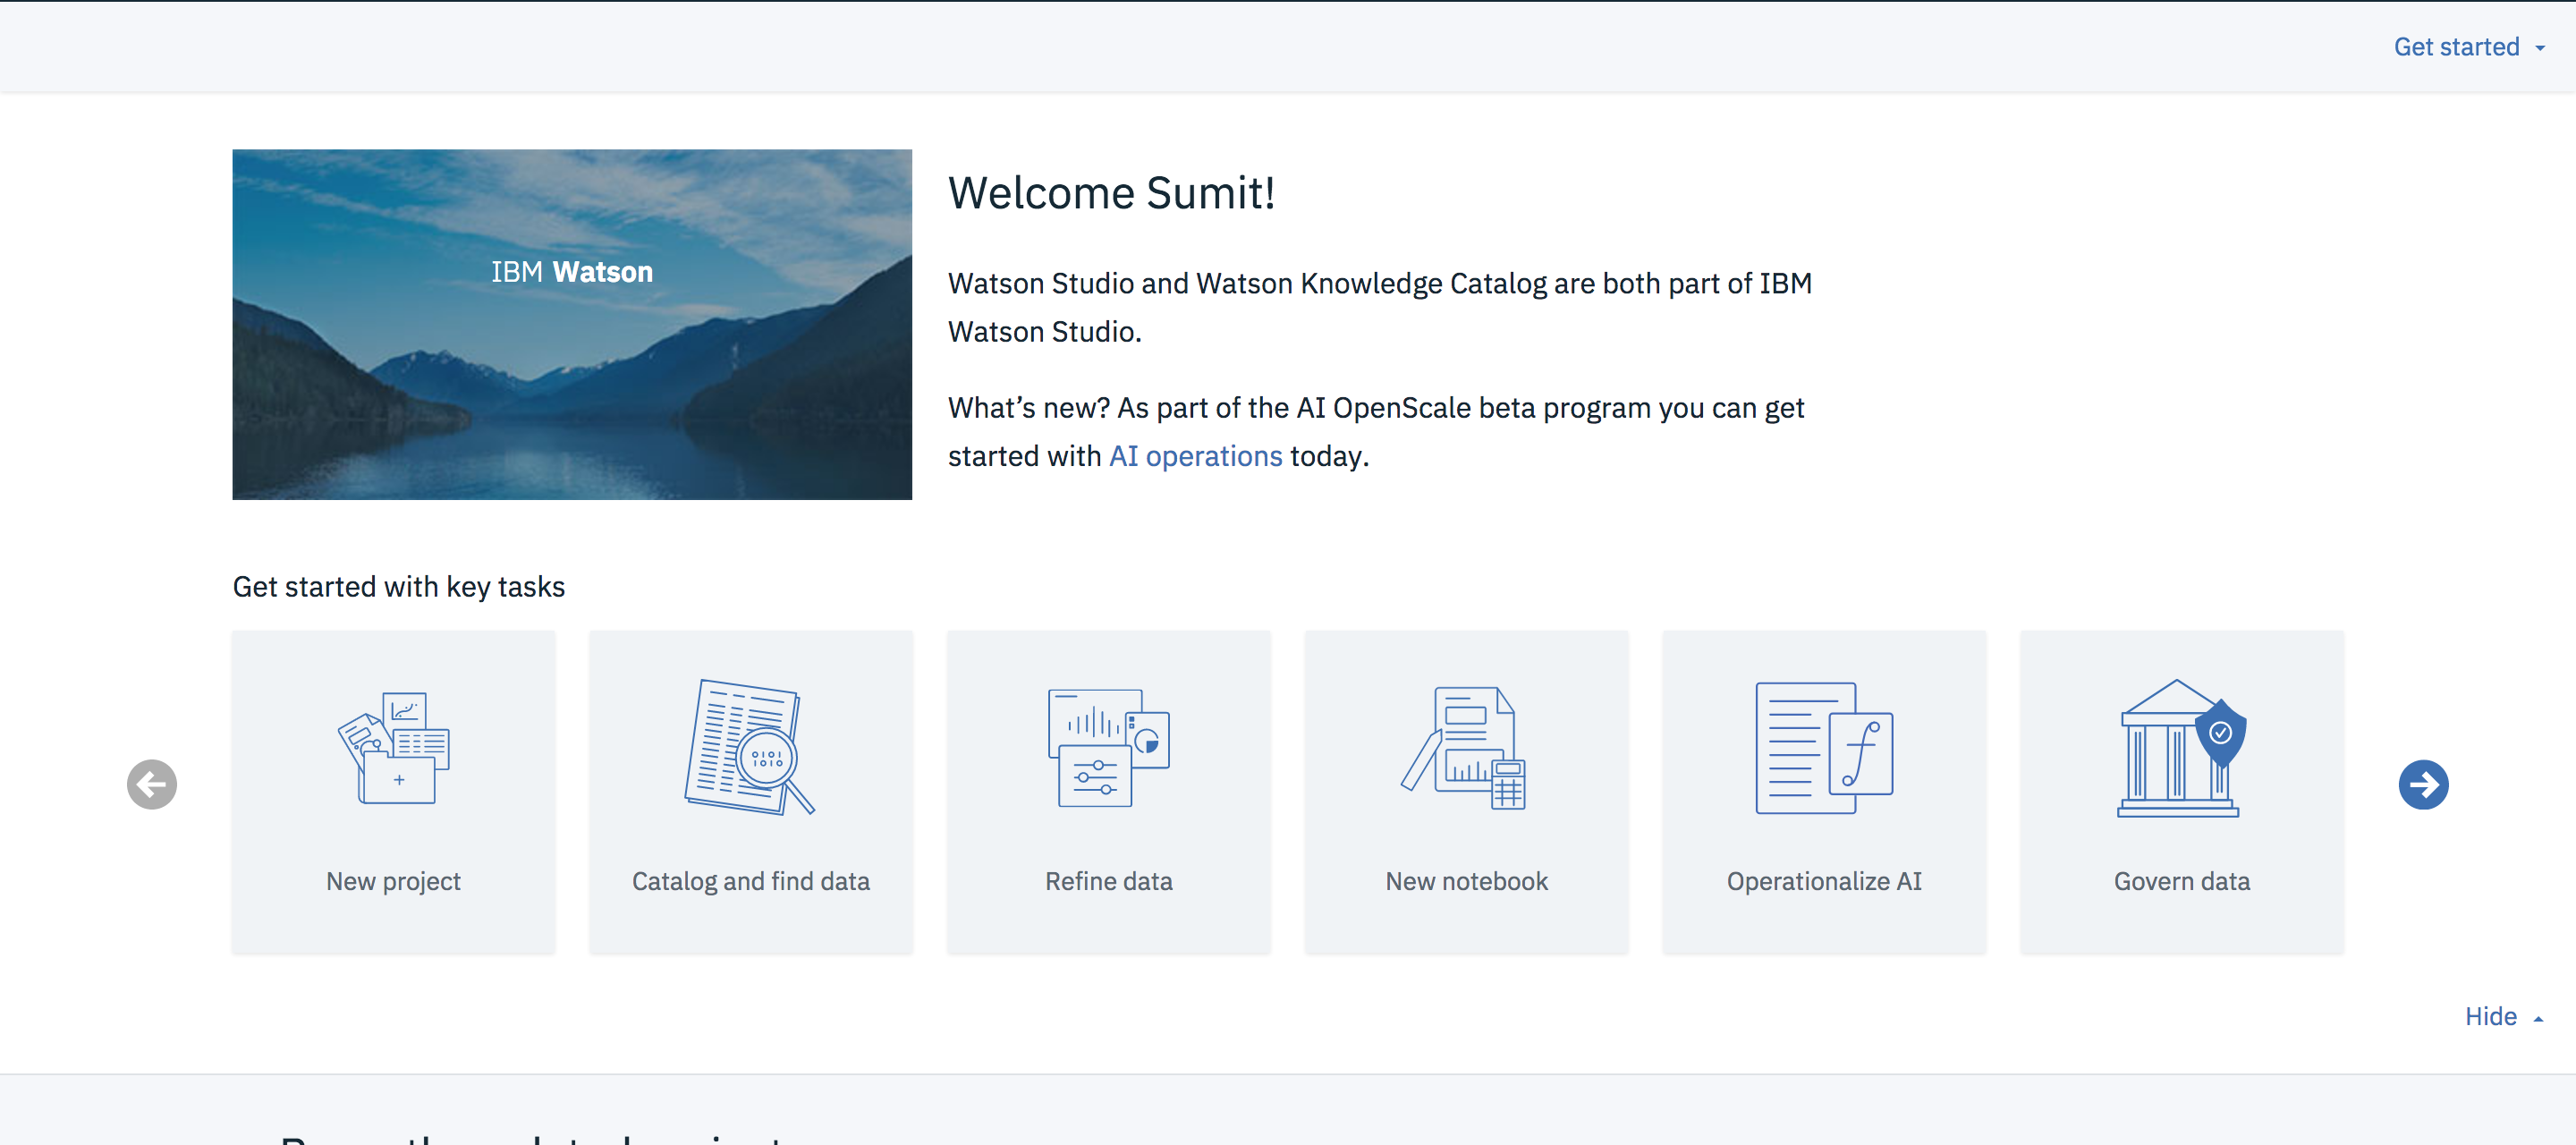 Get started
IBM Watson
Welcome Sumit!
Watson Studio and Watson Knowledge Catalog are both part of IBM
Watson Studio.
What’s new? As part of the AI OpenScale beta program you can get
started with AI operations today.
Get started with key tasks
New project
Catalog and find data
Refine data
New notebook
Operationalize AI
Govern data
Hide